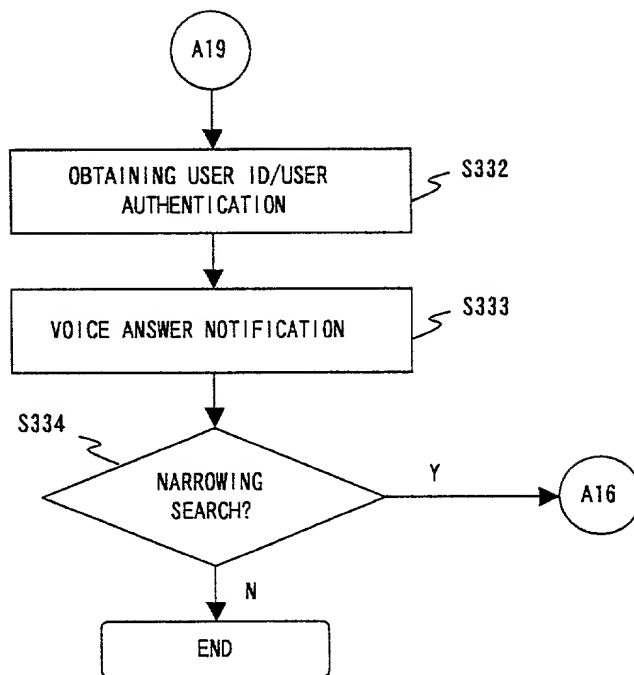 A19
OBTAINING USER ID/USER
AUTHENTICATION
S332
VOICE ANSWER NOTIFICATION
S333
S334
NARROWING
SEARCH?
Y
A16
N
END